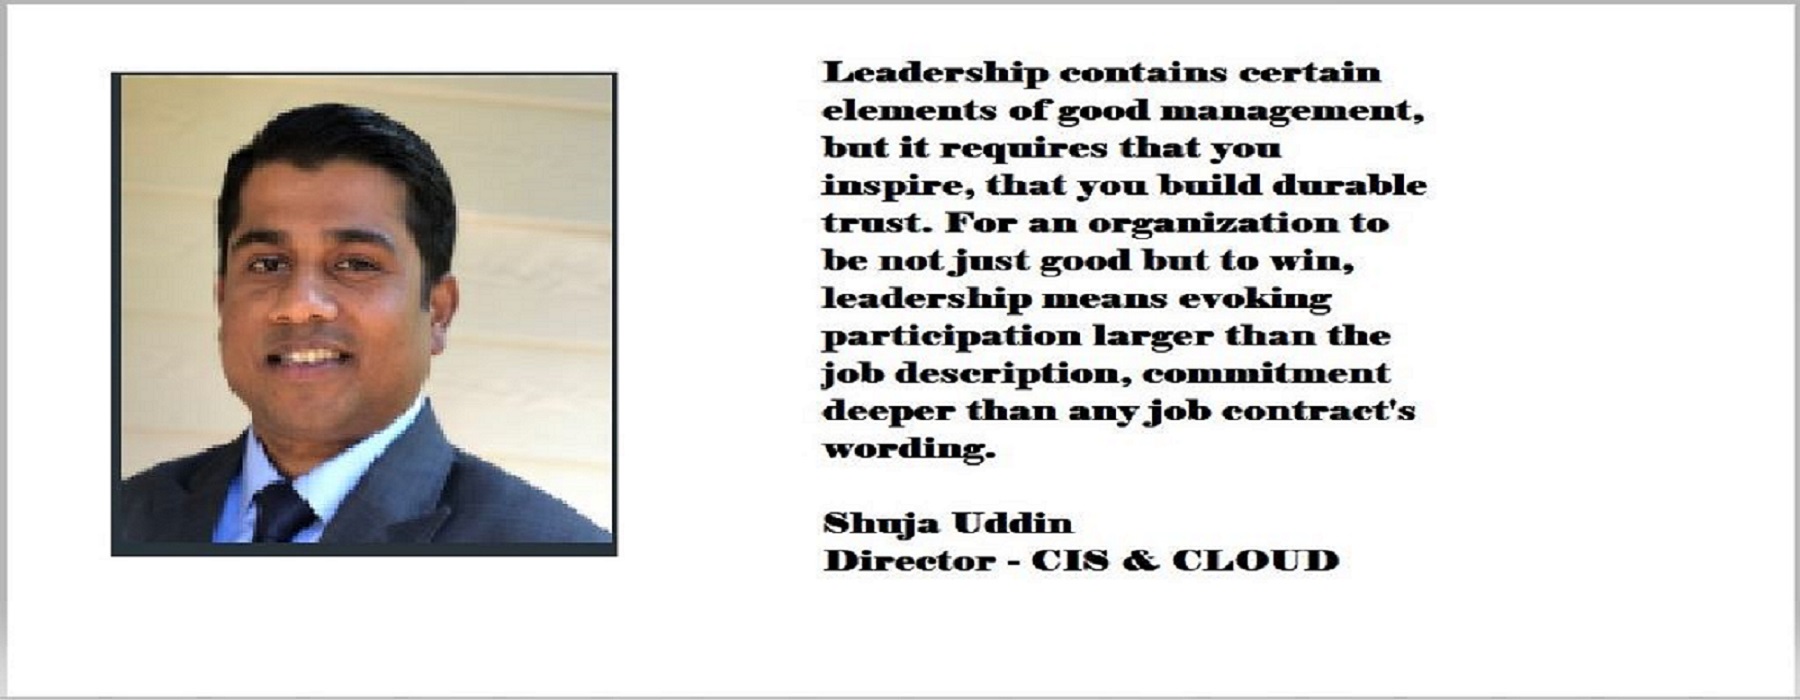 Leadership contains certain
elements of good management,
but it requires that you
inspire, that you build durable
trust. For an organization to
be not just good but to win,
leadership means evoking
participation larger than the
job description, commitment
deeper than any job contract's
wording.
Shuja Uddin
Director - CIS & CLOUD